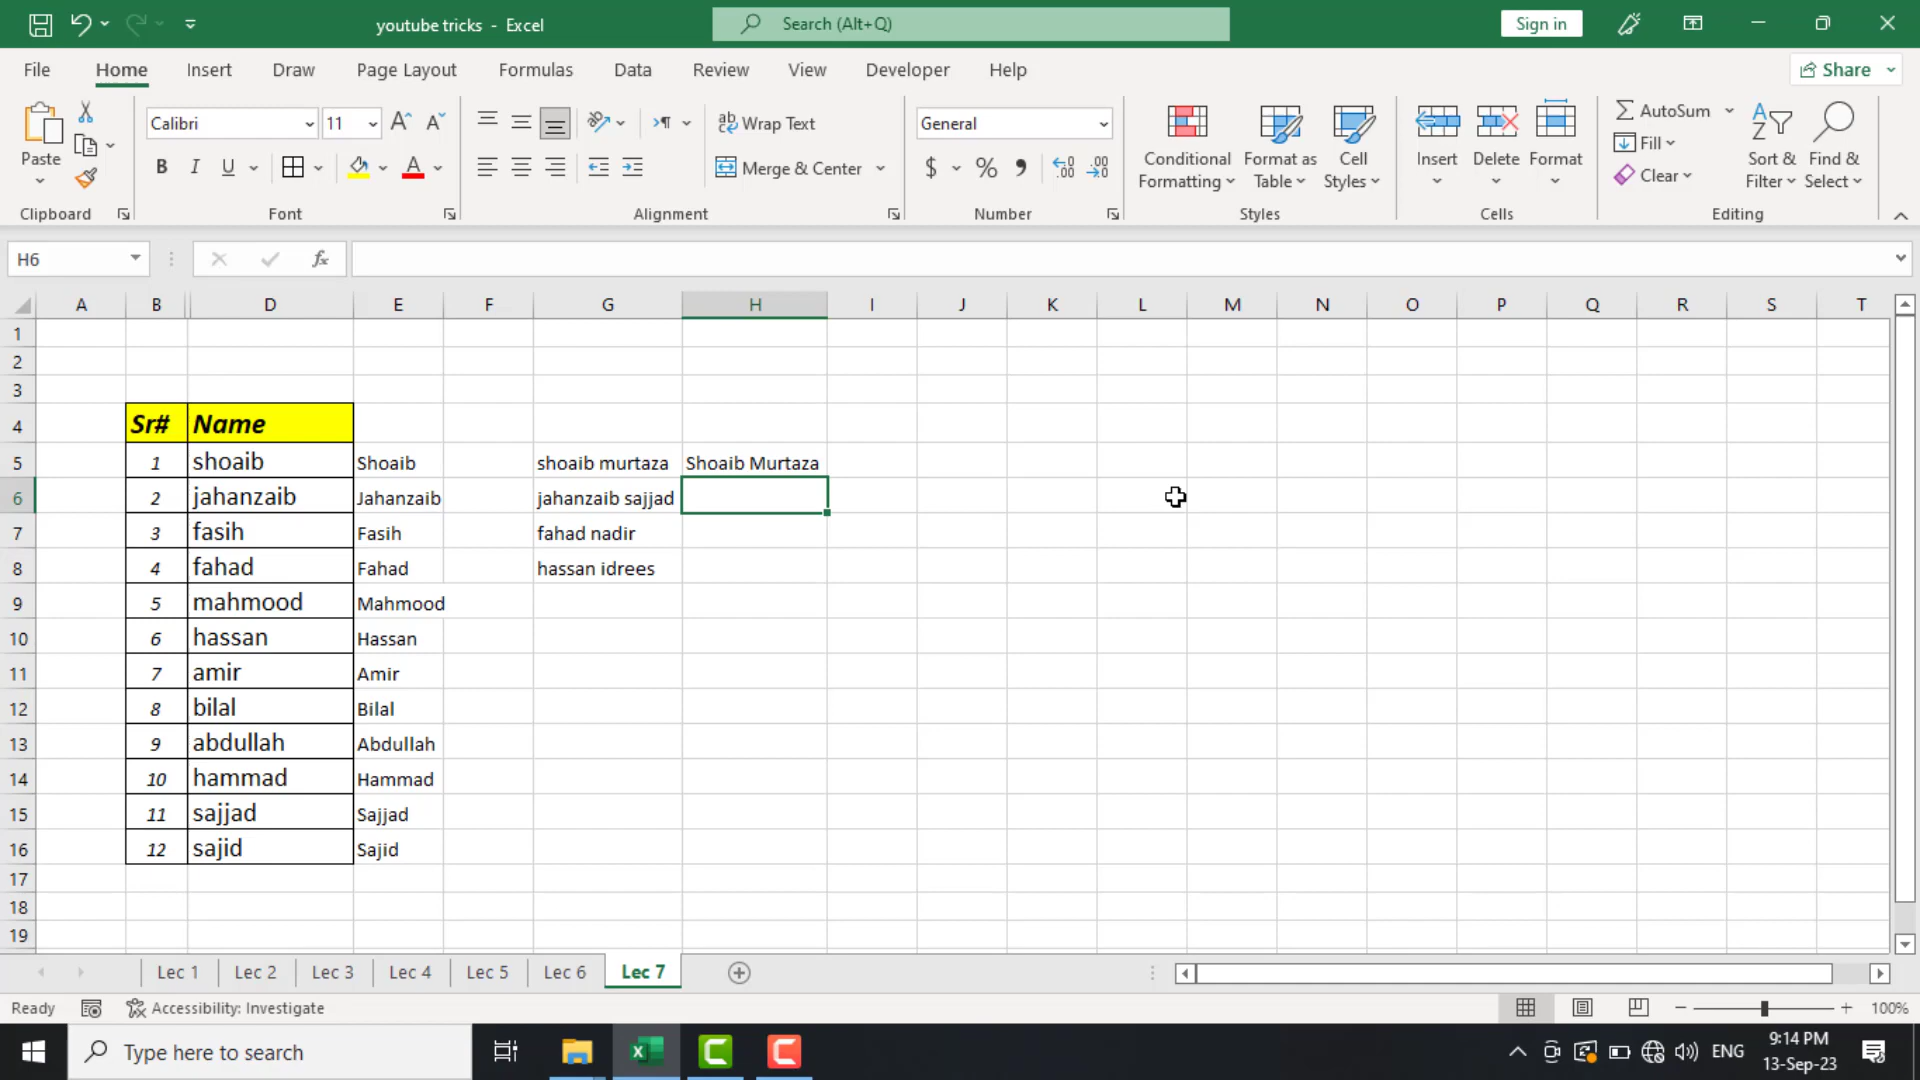 youtube tricks - Excel
Search (Alt+Q)
Sign in
File Home Insert Draw Page Layout Formulas Data Review View Developer Help
Share
Paste
Clipboard
Calibri 11
B I U
Font
Wrap Text
Merge & Center
Alignment
General
$ % ,
Number
Conditional Formatting
Format as Table
Cell Styles
Styles
Insert Delete Format
Cells
AutoSum
Fill
Clear
Sort & Filter
Find & Select
Editing
H6
fx
A B D E F G H I J K L M N O P Q R S T
1
2
3
4 Sr# Name
5 1 shoaib Shoaib shoaib murtaza Shoaib Murtaza
6 2 jahanzaib Jahanzaib jahanzaib sajjad
7 3 fasih Fasih fahad nadir
8 4 fahad Fahad hassan idrees
9 5 mahmood Mahmood
10 6 hassan Hassan
11 7 amir Amir
12 8 bilal Bilal
13 9 abdullah Abdullah
14 10 hammad Hammad
15 11 sajjad Sajjad
16 12 sajid Sajid
17
18
19
Lec 1 Lec 2 Lec 3 Lec 4 Lec 5 Lec 6 Lec 7
Ready Accessibility: Investigate 100%
Type here to search
ENG
9:14 PM
13-Sep-23